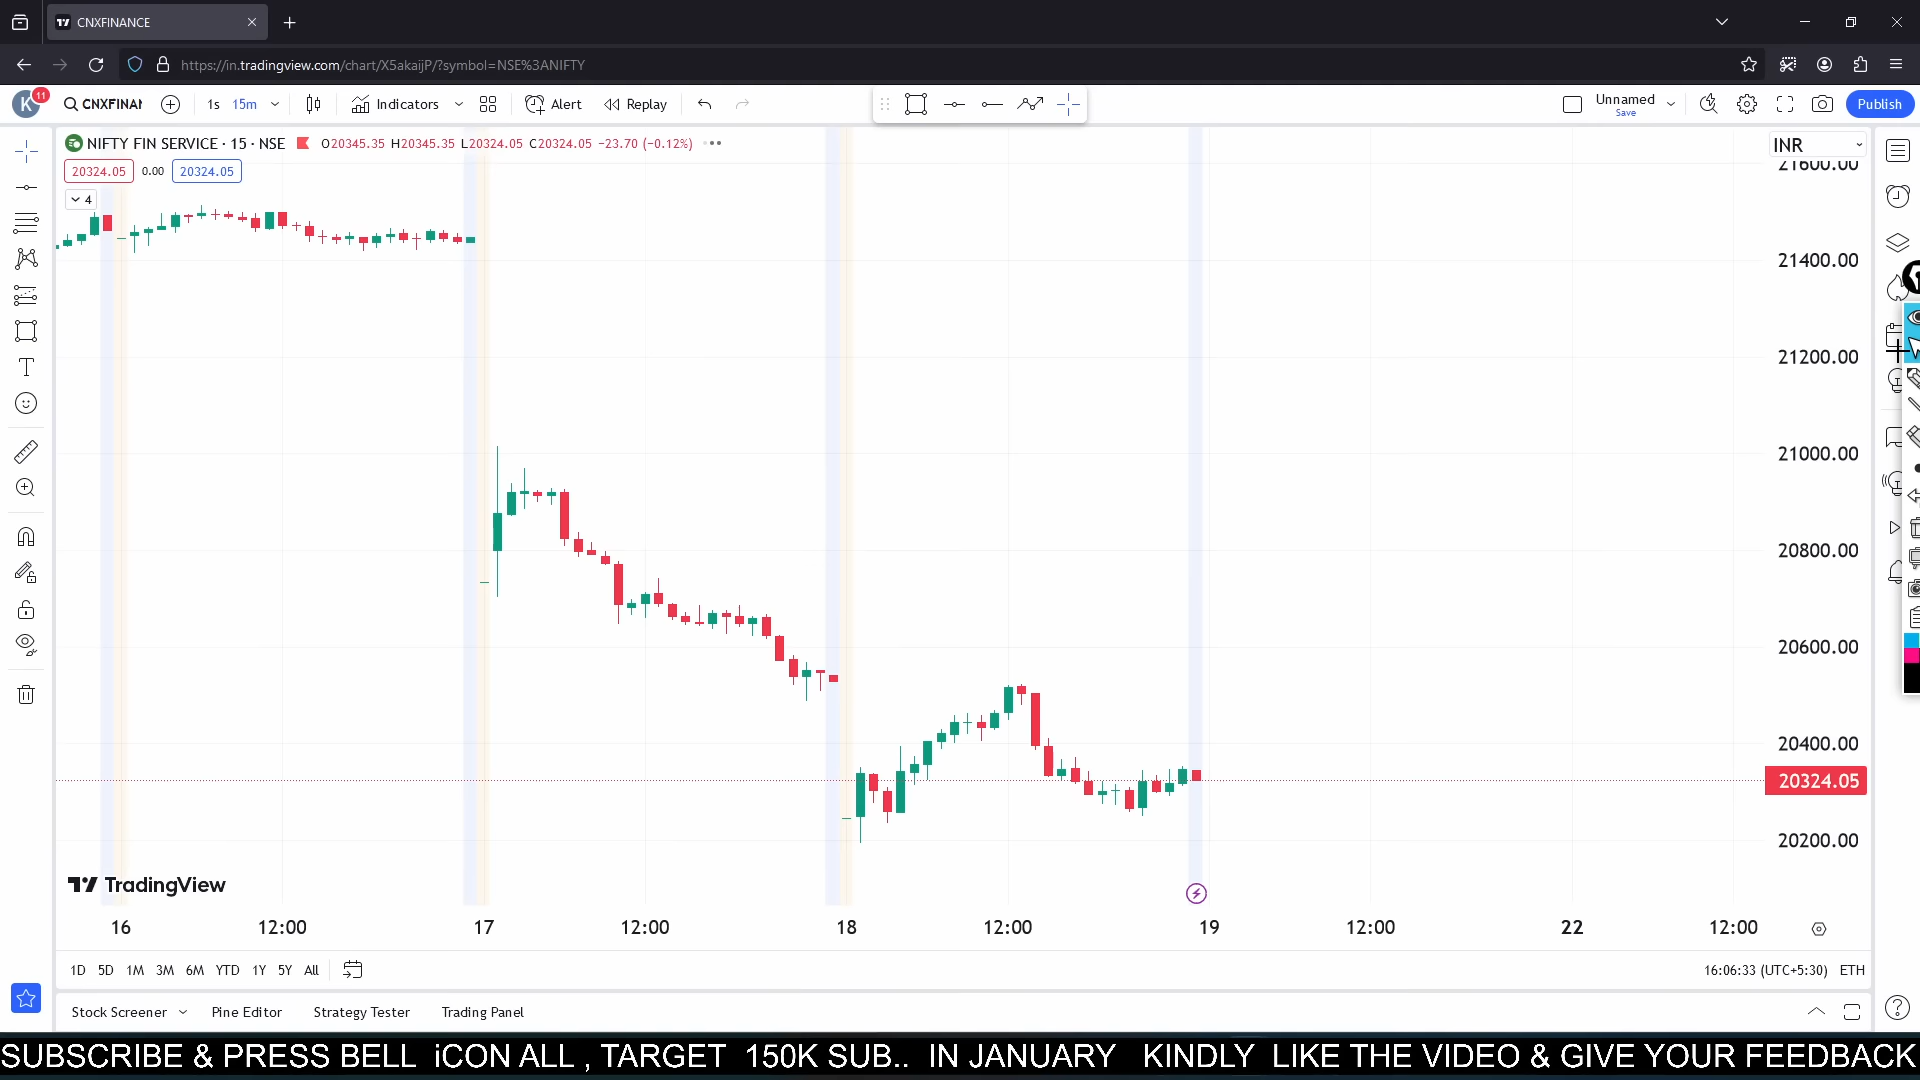 CNXFINANCE
https://in.tradingview.com/chart/X5akaijP/?symbol=NSE%3ANIFTY
K 11 CNXFINAN 1s 15m Indicators Alert Replay Unnamed Save Publish
NIFTY FIN SERVICE · 15 · NSE O20345.35 H20345.35 L20324.05 C20324.05 −23.70 (−0.12%)
INR
20324.05 0.00 20324.05
21600.00
4
21400.00
21200.00
21000.00
20800.00
20600.00
20400.00
20324.05
20200.00
TradingView
16 12:00 17 12:00 18 12:00 19 12:00 22 12:00
1D 5D 1M 3M 6M YTD 1Y 5Y All 16:06:33 (UTC+5:30) ETH
Stock Screener Pine Editor Strategy Tester Trading Panel
SUBSCRIBE & PRESS BELL iCON ALL , TARGET 150K SUB.. IN JANUARY KINDLY LIKE THE VIDEO & GIVE YOUR FEEDBACK